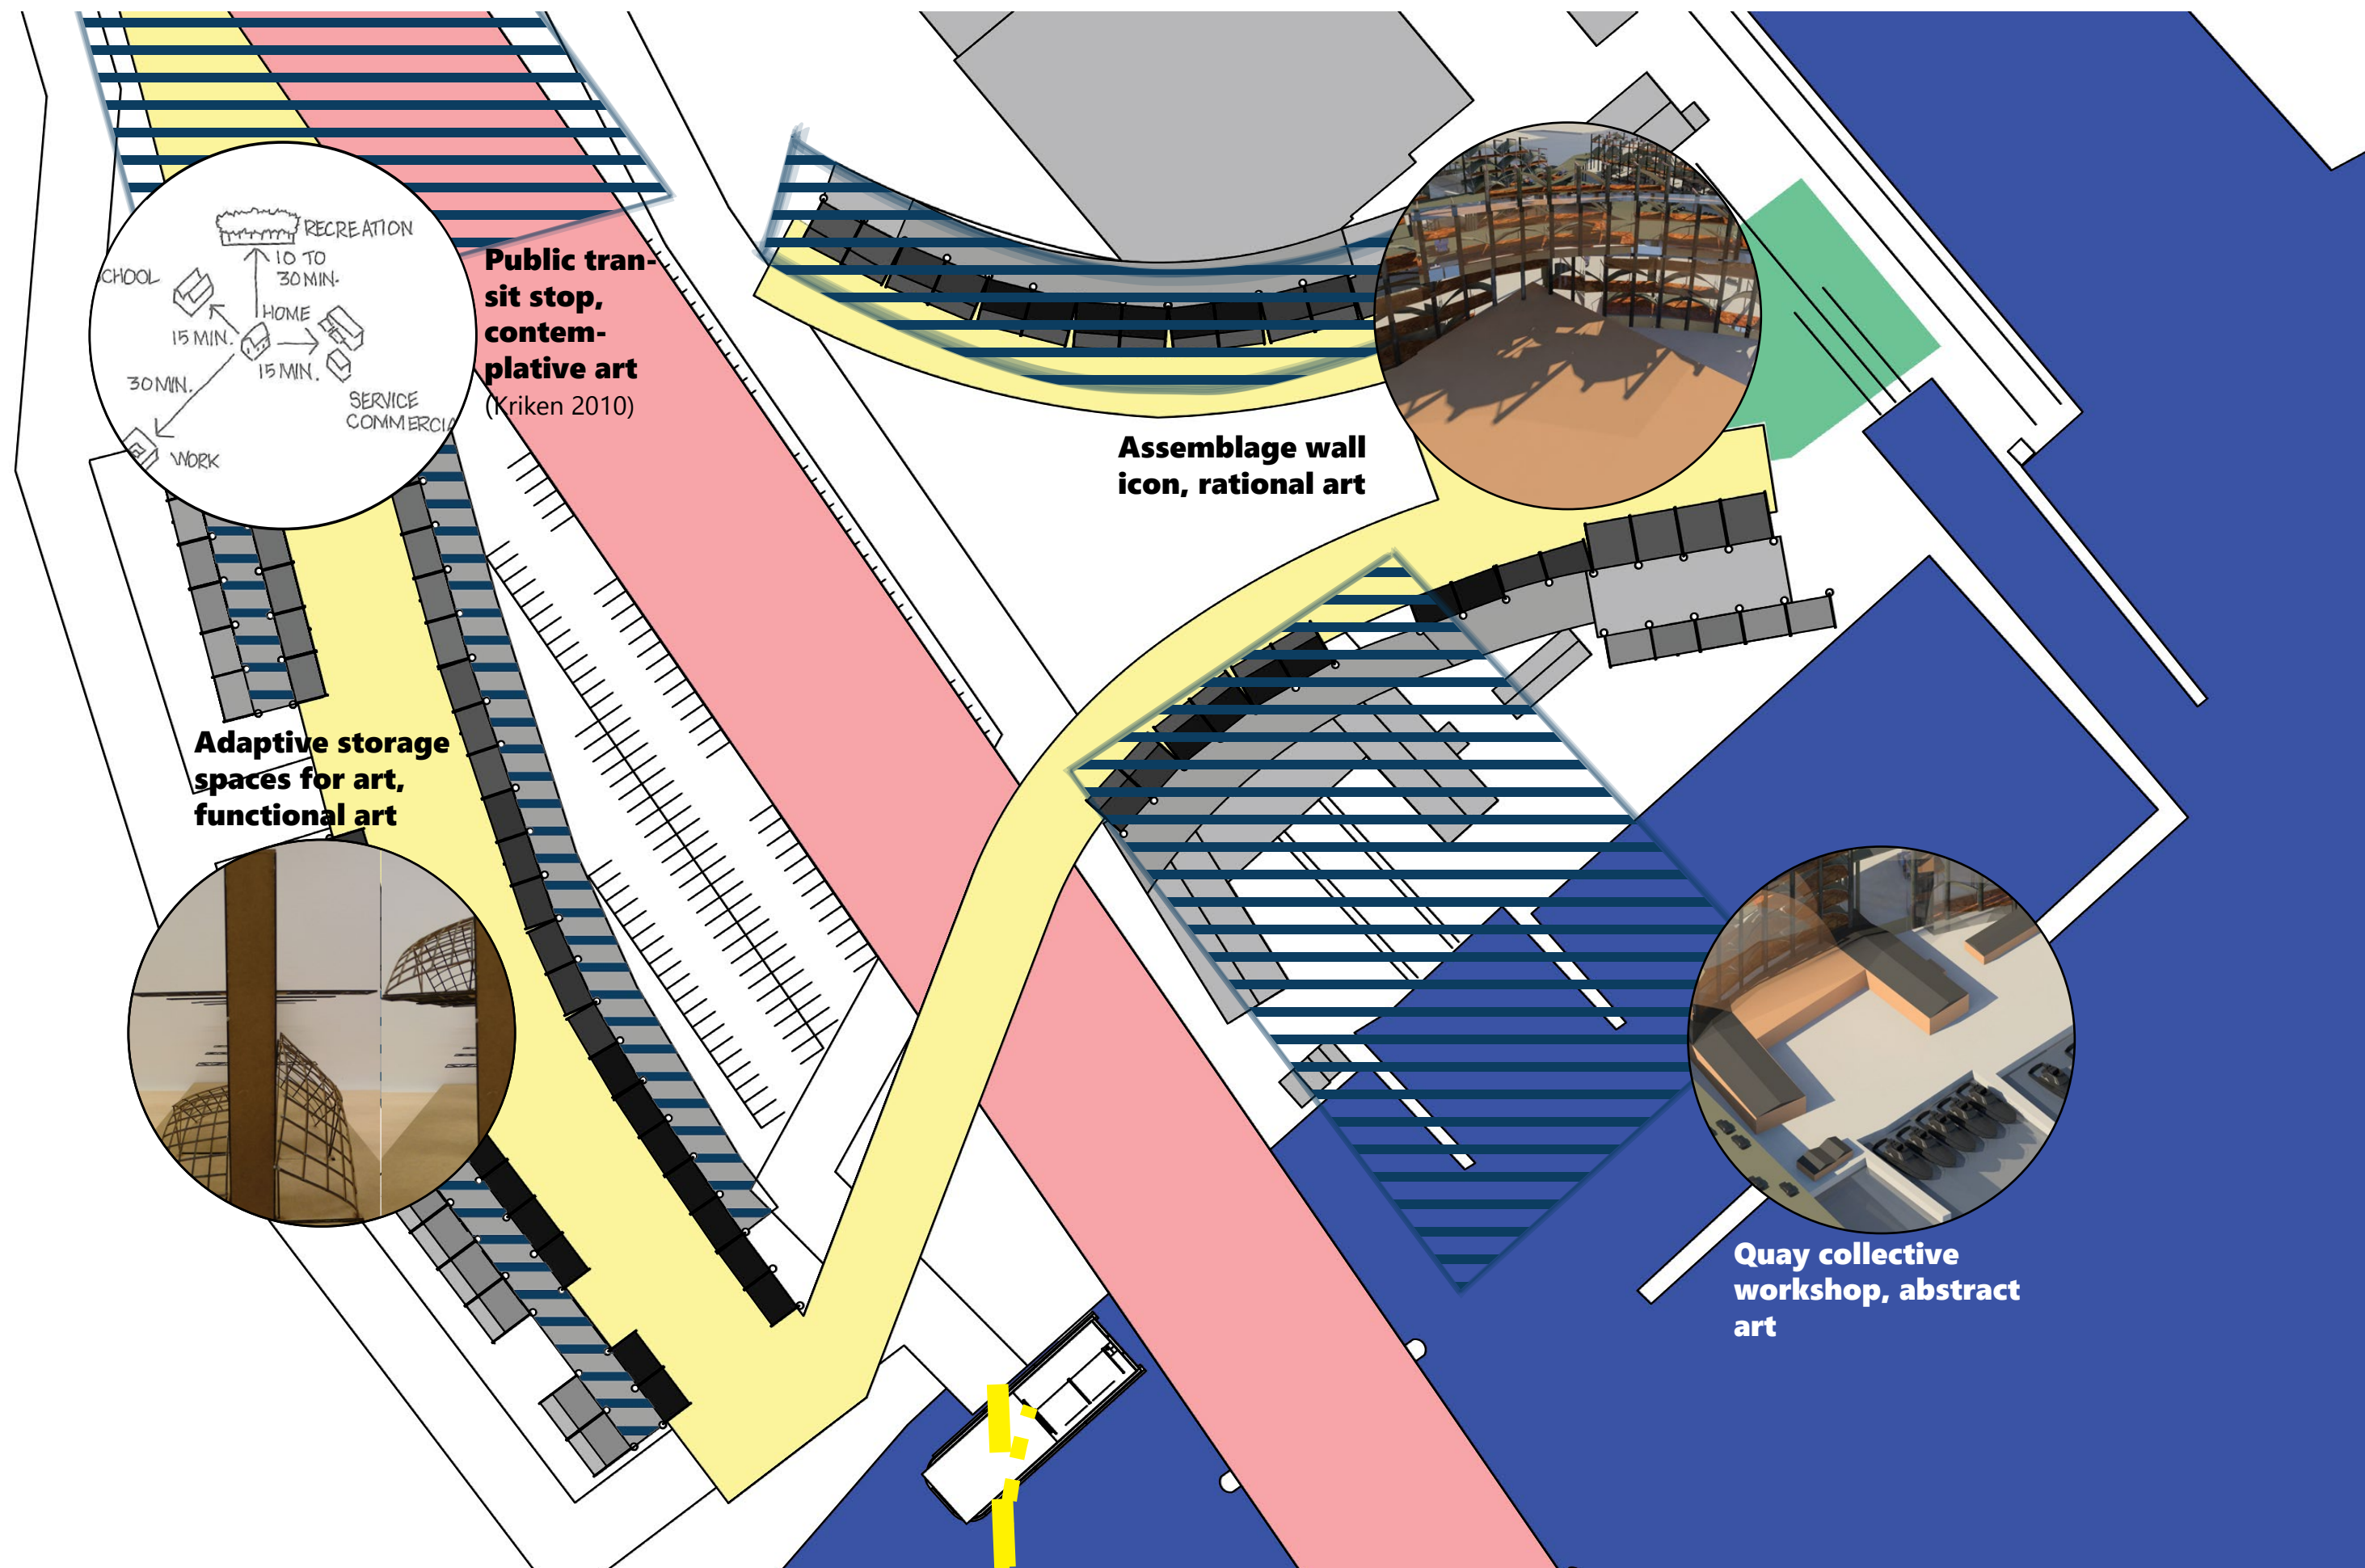 RECREATION
10 TO
30 MIN.
CHOOL
HOME
15 MIN.
15 MIN.
30 MIN.
SERVICE
COMMERCIA
WORK
Public tran-
sit stop,
contem-
plative art
(Kriken 2010)
Assemblage wall
icon, rational art
Adaptive storage
spaces for art,
functional art
Quay collective
workshop, abstract
art